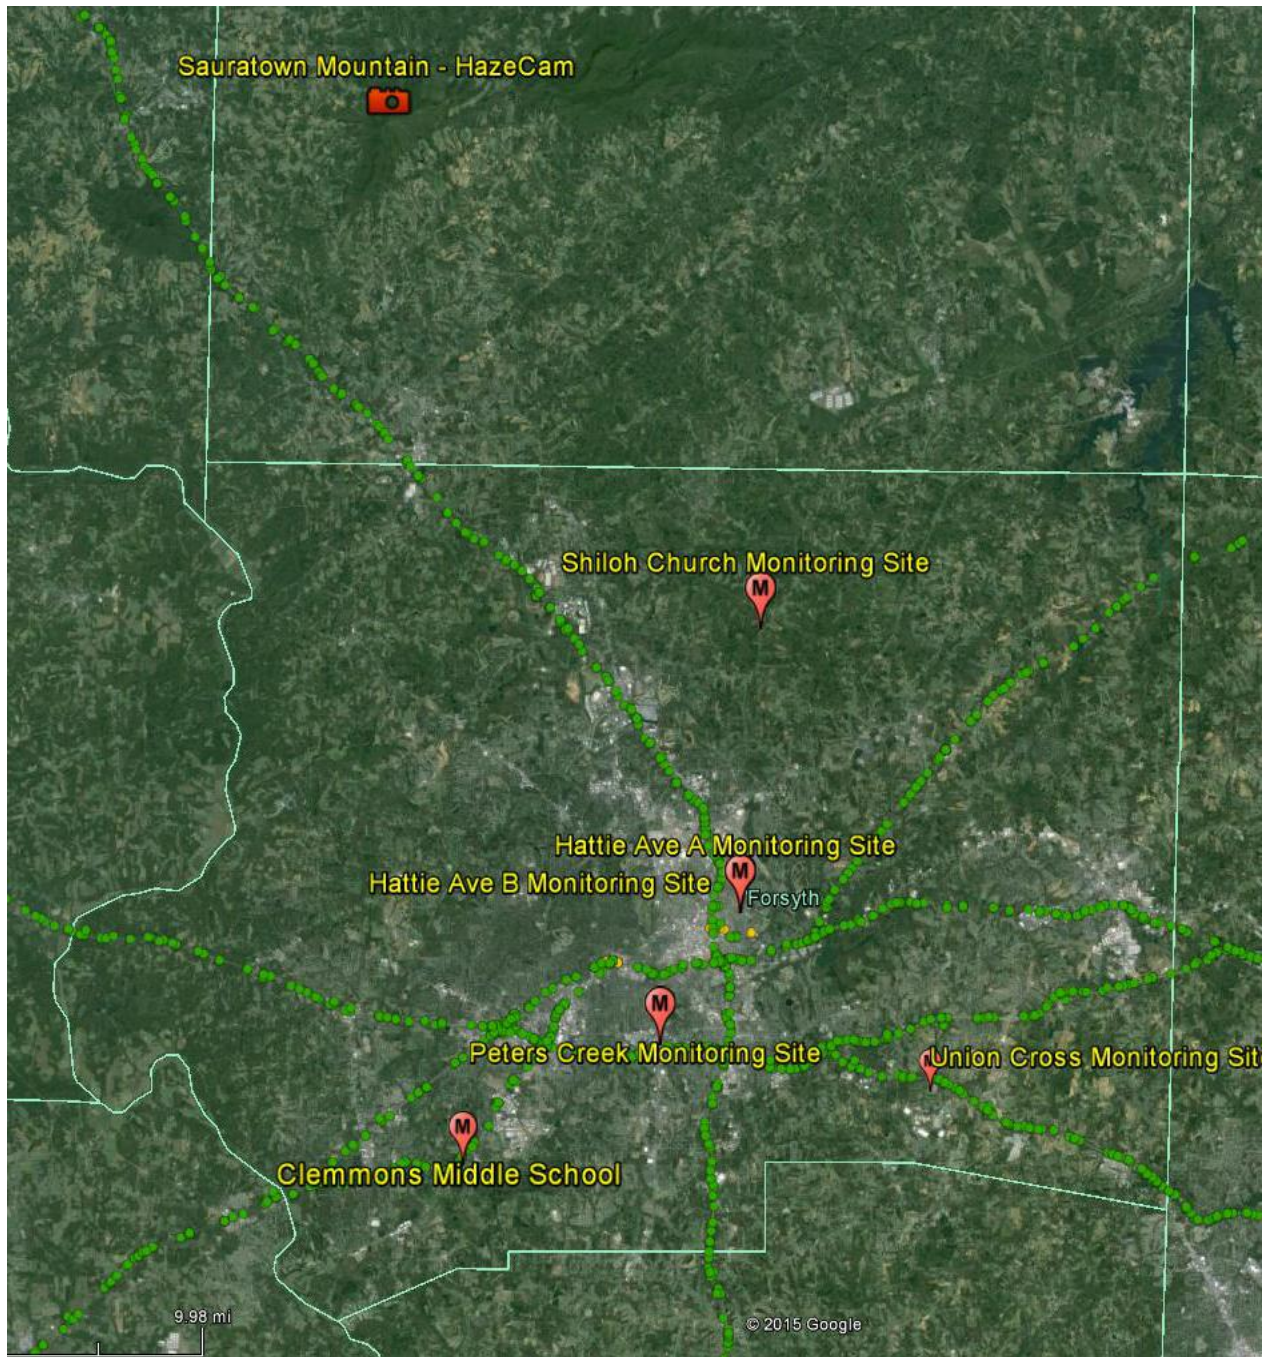 Sauratown Mountain - HazeCam
Shiloh Church Monitoring Site
M
Hattie Ave A Monitoring Site
M
Hattie Ave B Monitoring Site
Forsyth
M
Peters Creek Monitoring Site
Union Cross Monitoring Site
M
Clemmons Middle School
9.98 mi
© 2015 Google